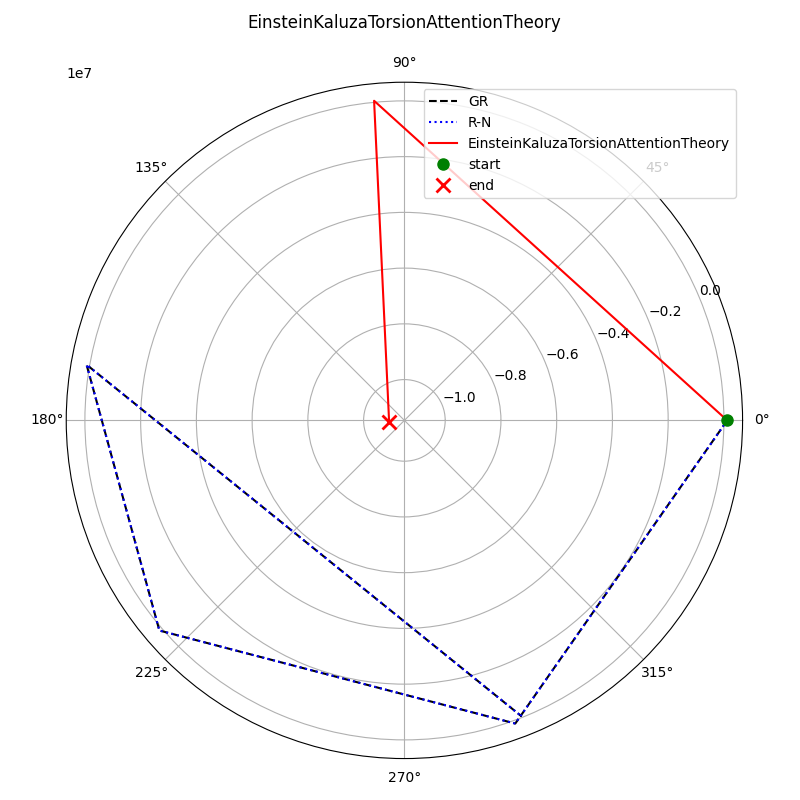 EinsteinKaluzaTorsionAttentionTheory
1e7
90°
GR
R-N
EinsteinKaluzaTorsionAttentionTheory
start
end
135°
45°
0.0
−0.2
−0.4
−0.6
−0.8
−1.0
180°
0°
225°
315°
270°